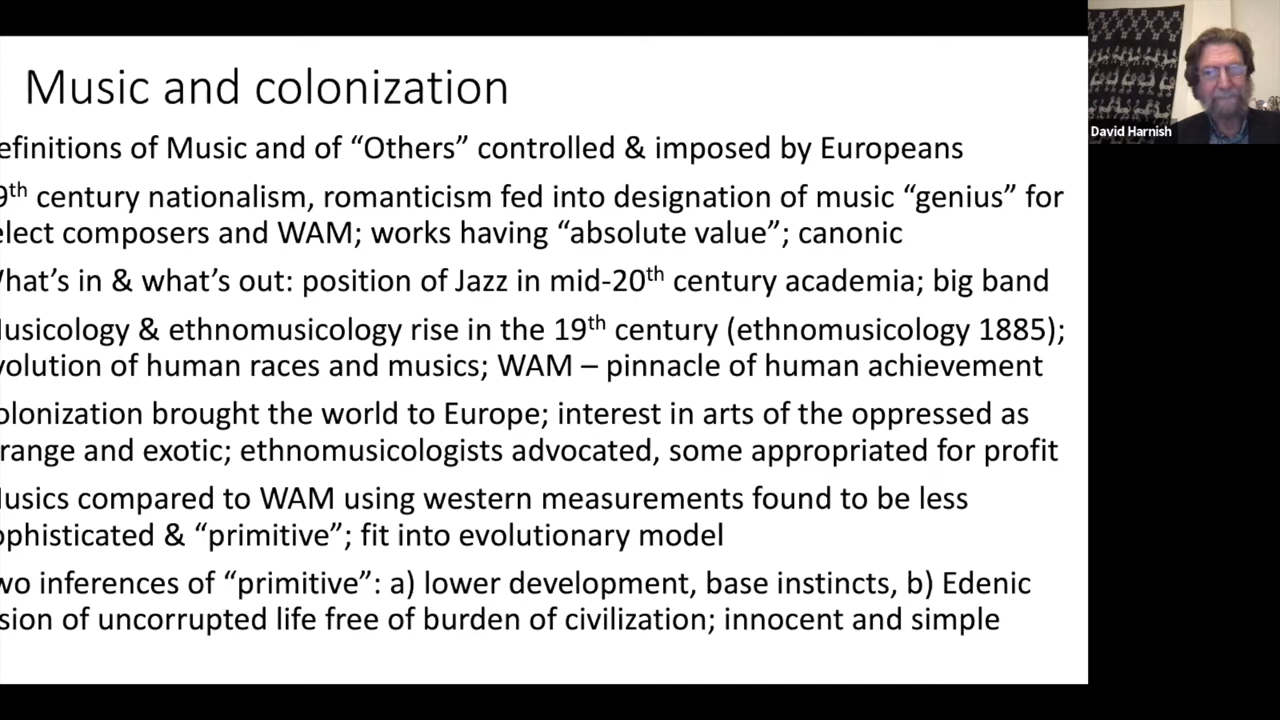 Music and colonization
efinitions of Music and of “Others” controlled & imposed by Europeans
9th century nationalism, romanticism fed into designation of music “genius” for
elect composers and WAM; works having “absolute value”; canonic
hat’s in & what’s out: position of Jazz in mid-20th century academia; big band
usicology & ethnomusicology rise in the 19th century (ethnomusicology 1885);
volution of human races and musics; WAM – pinnacle of human achievement
olonization brought the world to Europe; interest in arts of the oppressed as
range and exotic; ethnomusicologists advocated, some appropriated for profit
usics compared to WAM using western measurements found to be less
ophisticated & “primitive”; fit into evolutionary model
wo inferences of “primitive”: a) lower development, base instincts, b) Edenic
sion of uncorrupted life free of burden of civilization; innocent and simple
David Harnish